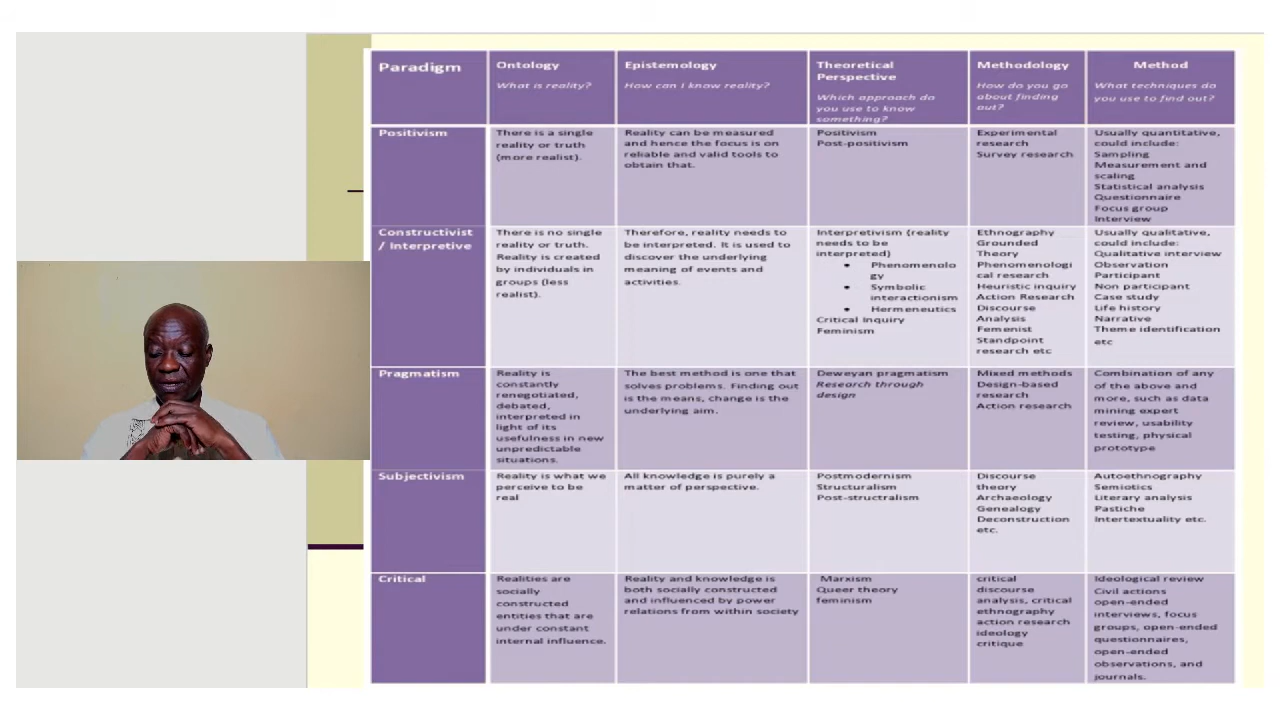 Paradigm
Ontology
What is reality?
Epistemology
How can I know reality?
Theoretical
Perspective
Which approach do
you use to know
something?
Methodology
How do you go
about finding
out?
Method
What techniques do
you use to find out?
Positivism
There is a single
reality or truth
(more realist).
Reality can be measured
and hence the focus is on
reliable and valid tools to
obtain that.
Positivism
Post-positivism
Experimental
research
Survey research
Usually quantitative,
could include:
Sampling
Measurement and
scaling
Statistical analysis
Questionnaire
Focus group
Interview
Constructivist
/ Interpretive
There is no single
reality or truth.
Reality is created
by individuals in
groups (less
realist).
Therefore, reality needs to
be interpreted. It is used to
discover the underlying
meaning of events and
activities.
Interpretivism (reality
needs to be
interpreted)
• Phenomenolo
gy
• Symbolic
interactionism
• Hermeneutics
Critical Inquiry
Feminism
Ethnography
Grounded
Theory
Phenomenologi
cal research
Heuristic inquiry
Action Research
Discourse
Analysis
Femenist
Standpoint
research etc
Usually qualitative,
could include:
Qualitative interview
Observation
Participant
Non participant
Case study
Life history
Narrative
Theme identification
etc
Pragmatism
Reality is
constantly
renegotiated,
debated,
interpreted in
light of its
usefulness in new
unpredictable
situations.
The best method is one that
solves problems. Finding out
is the means, change is the
underlying aim.
Deweyan pragmatism
Research through
design
Mixed methods
Design-based
research
Action research
Combination of any
of the above and
more, such as data
mining expert
review, usability
testing, physical
prototype
Subjectivism
Reality is what we
perceive to be
real
All knowledge is purely a
matter of perspective.
Postmodernism
Structuralism
Post-structralism
Discourse
theory
Archaeology
Genealogy
Deconstruction
etc.
Autoethnography
Semiotics
Literary analysis
Pastiche
Intertextuality etc.
Critical
Realities are
socially
constructed
entities that are
under constant
internal influence.
Reality and knowledge is
both socially constructed
and influenced by power
relations from within society
Marxism
Queer theory
feminism
critical
discourse
analysis, critical
ethnography
action research
ideology
critique
Ideological review
Civil actions
open-ended
interviews, focus
groups, open-ended
questionnaires,
open-ended
observations, and
journals.